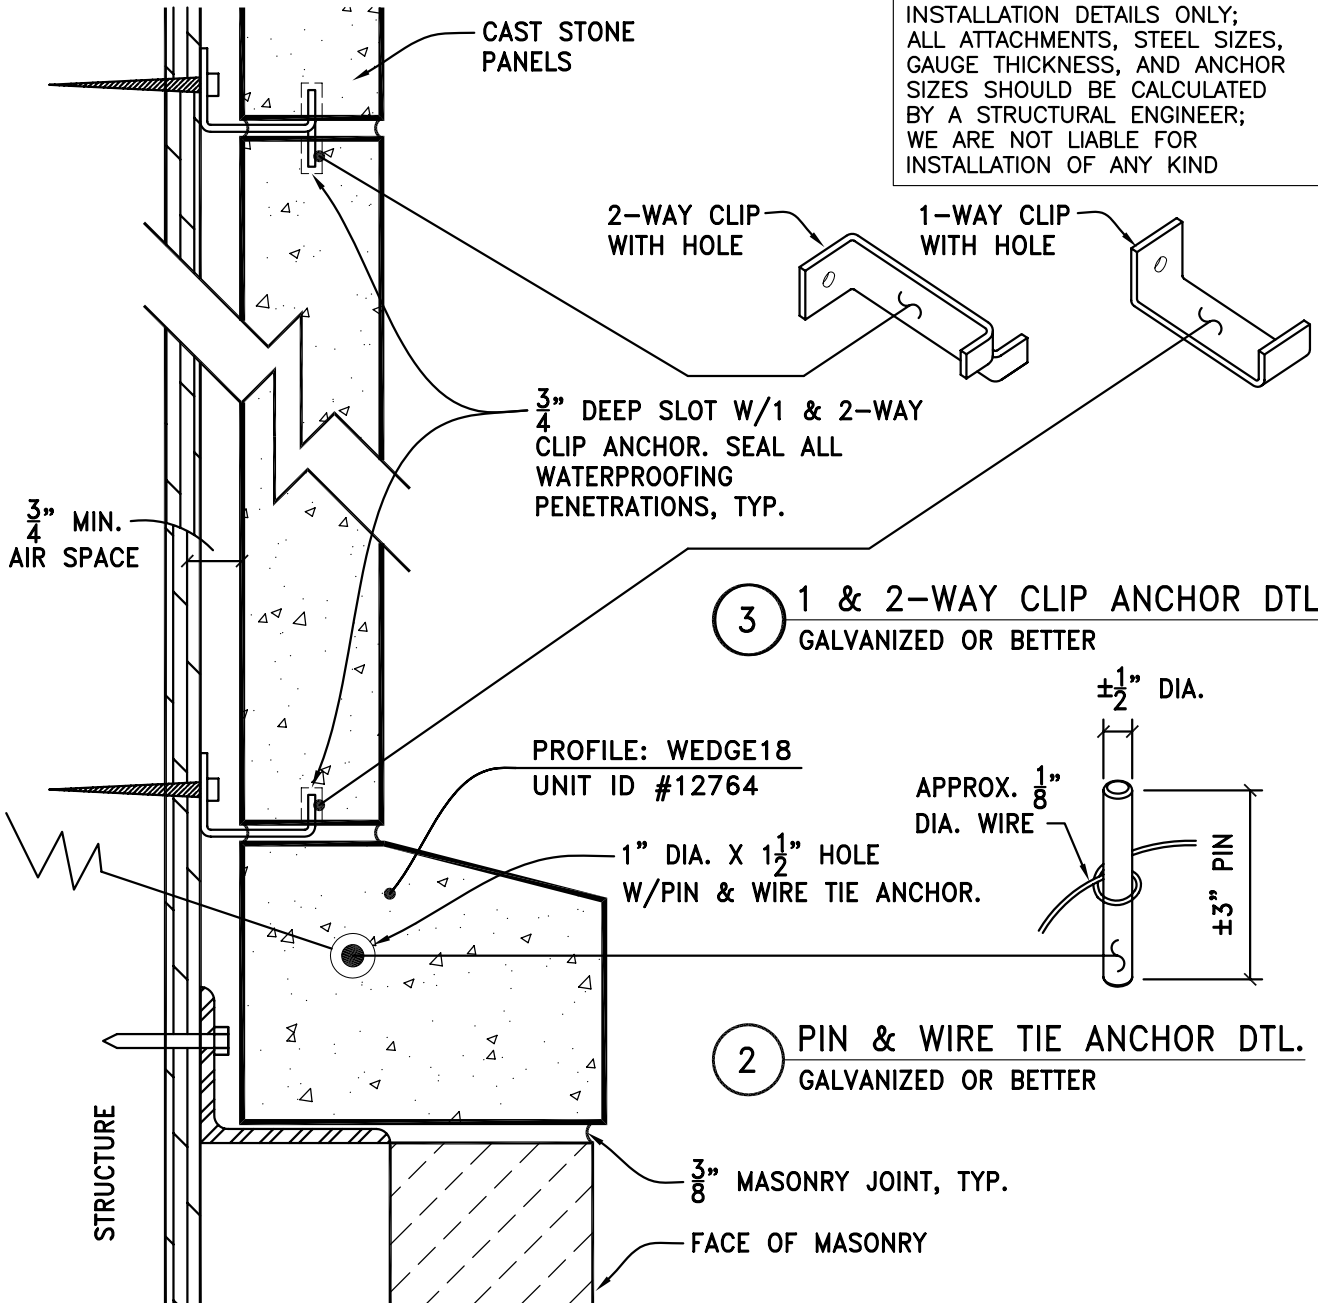 INSTALLATION DETAILS ONLY;
ALL ATTACHMENTS, STEEL SIZES,
GAUGE THICKNESS, AND ANCHOR
SIZES SHOULD BE CALCULATED
BY A STRUCTURAL ENGINEER;
WE ARE NOT LIABLE FOR
INSTALLATION OF ANY KIND
CAST STONE
PANELS
2-WAY CLIP
WITH HOLE
1-WAY CLIP
WITH HOLE
3/4" DEEP SLOT W/1 & 2-WAY
CLIP ANCHOR. SEAL ALL
WATERPROOFING
PENETRATIONS, TYP.
3/4" MIN.
AIR SPACE
3
1 & 2-WAY CLIP ANCHOR DTL
GALVANIZED OR BETTER
±1/2" DIA.
PROFILE: WEDGE18
UNIT ID #12764
APPROX. 1/8"
DIA. WIRE
±3" PIN
1" DIA. X 1 1/2" HOLE
W/PIN & WIRE TIE ANCHOR.
2
PIN & WIRE TIE ANCHOR DTL.
GALVANIZED OR BETTER
STRUCTURE
3/8" MASONRY JOINT, TYP.
FACE OF MASONRY